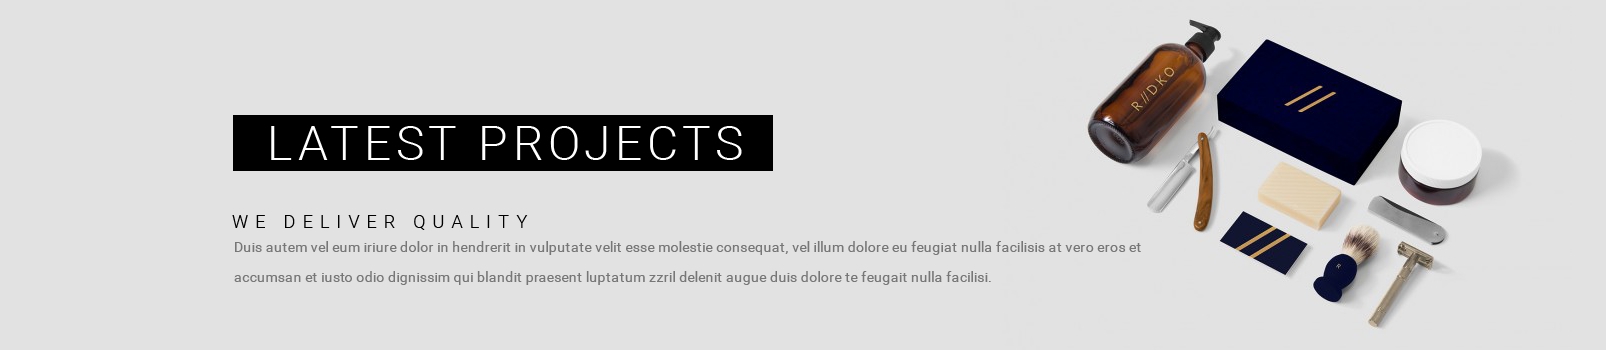 LATEST PROJECTS
WE DELIVER QUALITY
Duis autem vel eum iriure dolor in hendrerit in vulputate velit esse molestie consequat, vel illum dolore eu feugiat nulla facilisis at vero eros et
accumsan et iusto odio dignissim qui blandit praesent luptatum zzril delenit augue duis dolore te feugait nulla facilisi.
R//DKO
//
R